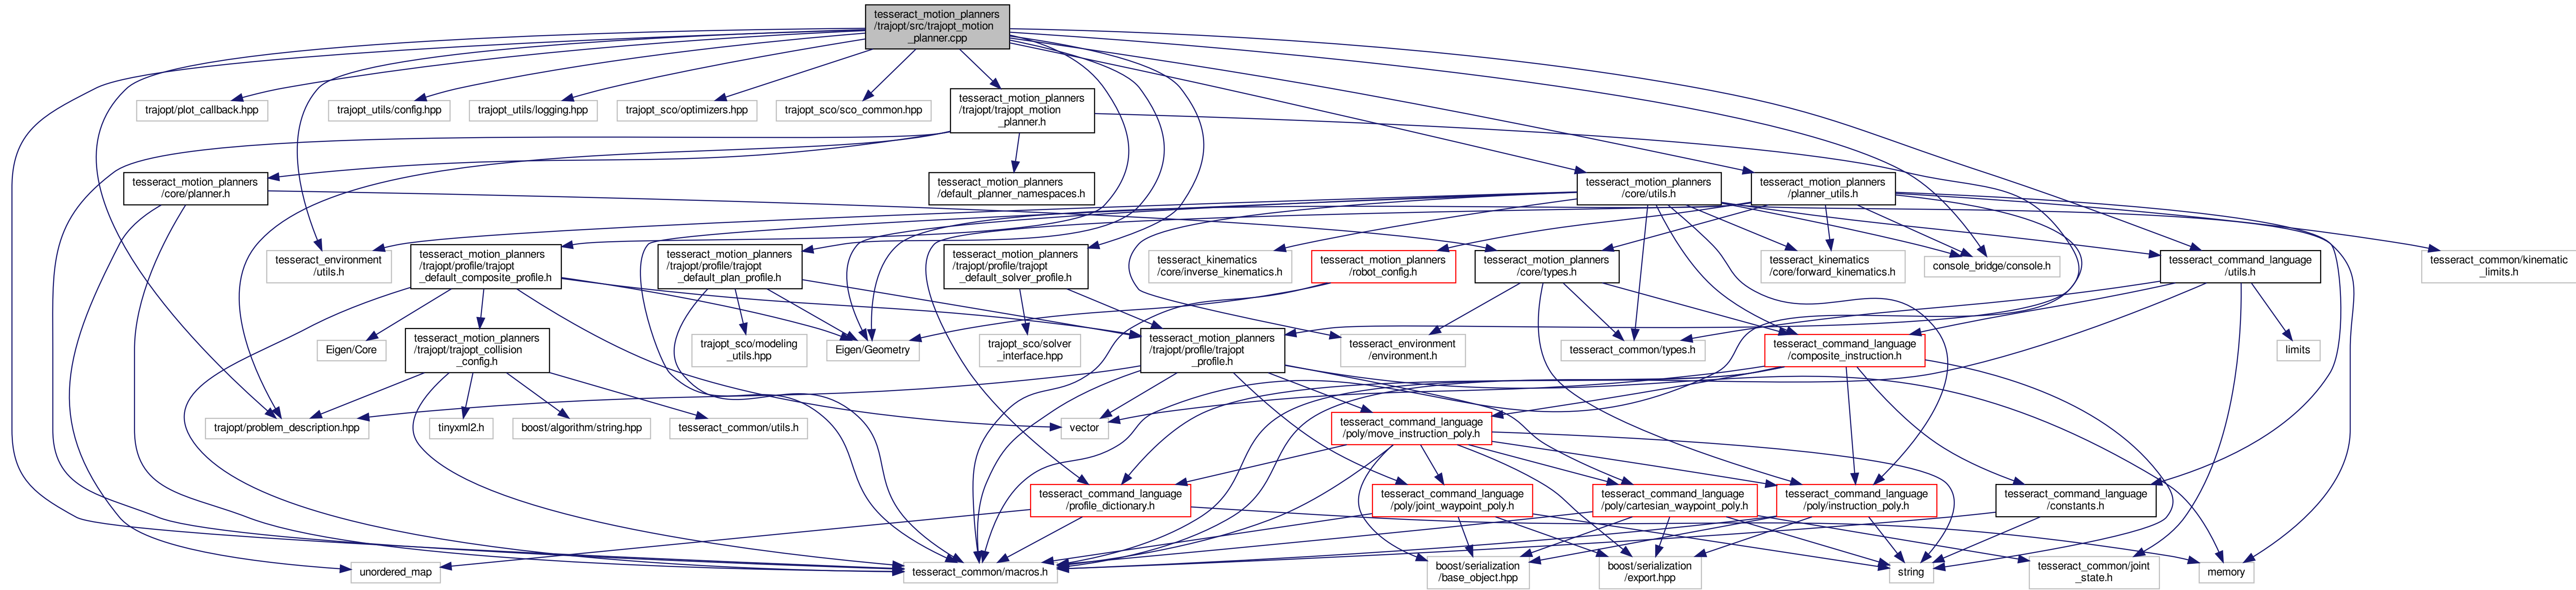 tesseract_motion_planners
/trajopt/src/trajopt_motion
_planner.cpp
trajopt/plot_callback.hpp
trajopt_utils/config.hpp
trajopt_utils/logging.hpp
trajopt_sco/optimizers.hpp
trajopt_sco/sco_common.hpp
tesseract_motion_planners
/trajopt/trajopt_motion
_planner.h
tesseract_motion_planners
/core/planner.h
tesseract_motion_planners
/default_planner_namespaces.h
tesseract_motion_planners
/core/utils.h
tesseract_motion_planners
/planner_utils.h
tesseract_environment
/utils.h
tesseract_motion_planners
/trajopt/profile/trajopt
_default_composite_profile.h
tesseract_motion_planners
/trajopt/profile/trajopt
_default_plan_profile.h
tesseract_motion_planners
/trajopt/profile/trajopt
_default_solver_profile.h
tesseract_kinematics
/core/inverse_kinematics.h
tesseract_motion_planners
/robot_config.h
tesseract_motion_planners
/core/types.h
tesseract_kinematics
/core/forward_kinematics.h
console_bridge/console.h
tesseract_command_language
/utils.h
tesseract_common/kinematic
_limits.h
Eigen/Core
tesseract_motion_planners
/trajopt/trajopt_collision
_config.h
trajopt_sco/modeling
_utils.hpp
Eigen/Geometry
trajopt_sco/solver
_interface.hpp
tesseract_motion_planners
/trajopt/profile/trajopt
_profile.h
tesseract_environment
/environment.h
tesseract_common/types.h
tesseract_command_language
/composite_instruction.h
limits
trajopt/problem_description.hpp
tinyxml2.h
boost/algorithm/string.hpp
tesseract_common/utils.h
vector
tesseract_command_language
/poly/move_instruction_poly.h
tesseract_command_language
/profile_dictionary.h
tesseract_command_language
/poly/joint_waypoint_poly.h
tesseract_command_language
/poly/cartesian_waypoint_poly.h
tesseract_command_language
/poly/instruction_poly.h
tesseract_command_language
/constants.h
unordered_map
tesseract_common/macros.h
boost/serialization
/base_object.hpp
boost/serialization
/export.hpp
string
tesseract_common/joint
_state.h
memory